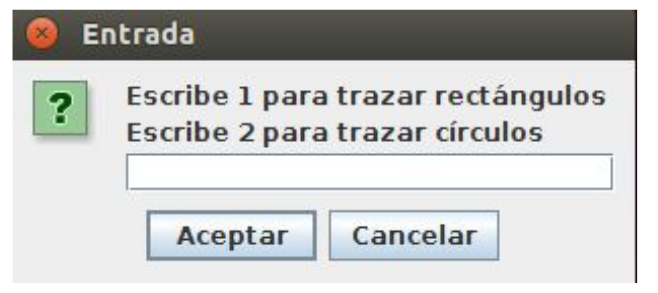 Entrada
Escribe 1 para trazar rectángulos
Escribe 2 para trazar círculos
Aceptar Cancelar